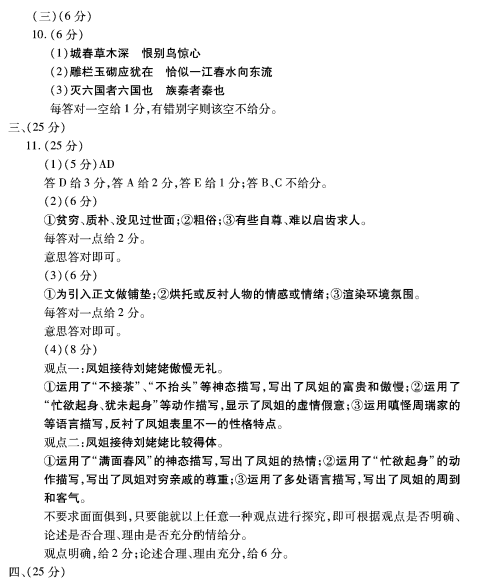 (三)(6 分)
10.(6 分)
(1)城春草木深 恨别鸟惊心
(2)雕栏玉砌应犹在 恰似一江春水向东流
(3)灭六国者六国也 族秦者秦也
每答对一空给 1 分,有错别字则该空不给分。
三、(25 分)
11.(25 分)
(1)(5 分)AD
答 D 给 3 分,答 A 给 2 分,答 E 给 1 分;答 B、C 不给分。
(2)(6 分)
①贫穷、质朴、没见过世面;②粗俗;③有些自尊、难以启齿求人。
每答对一点给 2 分。
意思答对即可。
(3)(6 分)
①为引入正文做铺垫;②烘托或反衬人物的情感或情绪;③渲染环境氛围。
每答对一点给 2 分。
意思答对即可。
(4)(8 分)
观点一:凤姐接待刘姥姥傲慢无礼。
①运用了“不接茶”、“不抬头”等神态描写,写出了凤姐的富贵和傲慢;②运用了
“忙欲起身、犹未起身”等动作描写,显示了凤姐的虚情假意;③运用嗔怪周瑞家的
等语言描写,反衬了凤姐表里不一的性格特点。
观点二:凤姐接待刘姥姥比较得体。
①运用了“满面春风”的神态描写,写出了凤姐的热情;②运用了“忙欲起身”的动
作描写,写出了凤姐对穷亲戚的尊重;③运用了多处语言描写,写出了凤姐的周到
和客气。
不要求面面俱到,只要能就以上任意一种观点进行探究,即可根据观点是否明确、
论述是否合理、理由是否充分酌情给分。
观点明确,给 2 分;论述合理、理由充分,给 6 分。
四、(25 分)